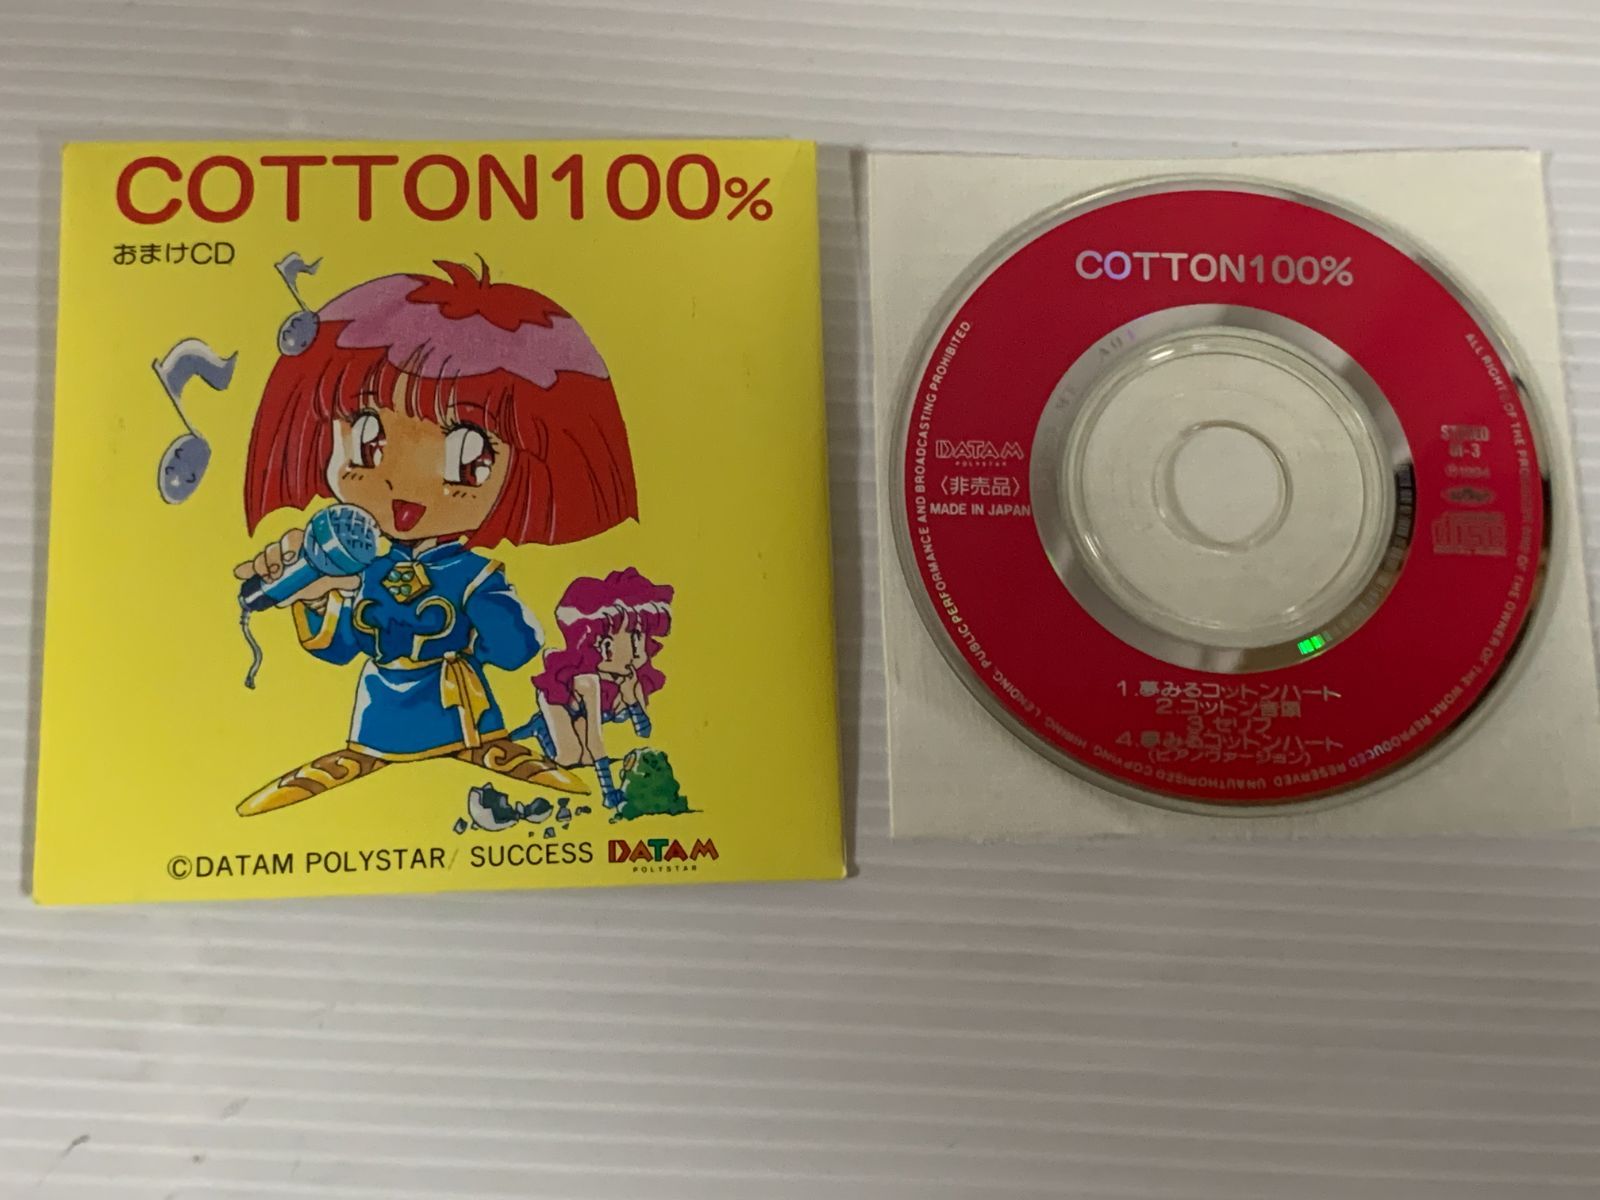 COTTON100%
おまけCD
©DATAM POLYSTAR/ SUCCESS DATAM
POLYSTAR
COTTON100%
DATAM
POLYSTAR
〈非売品〉
MADE IN JAPAN
STEREO
℗1994
1.夢みるコットンハート
2.コットン音頭
3.セリフ
4.夢みるコットンハート
(ピアノヴァージョン)
ALL RIGHTS OF THE PRODUCER AND OF THE OWNER OF THE WORK REPRODUCED RESERVED. UNAUTHORISED COPYING, HIRING, LENDING, PUBLIC PERFORMANCE AND BROADCASTING PROHIBITED.